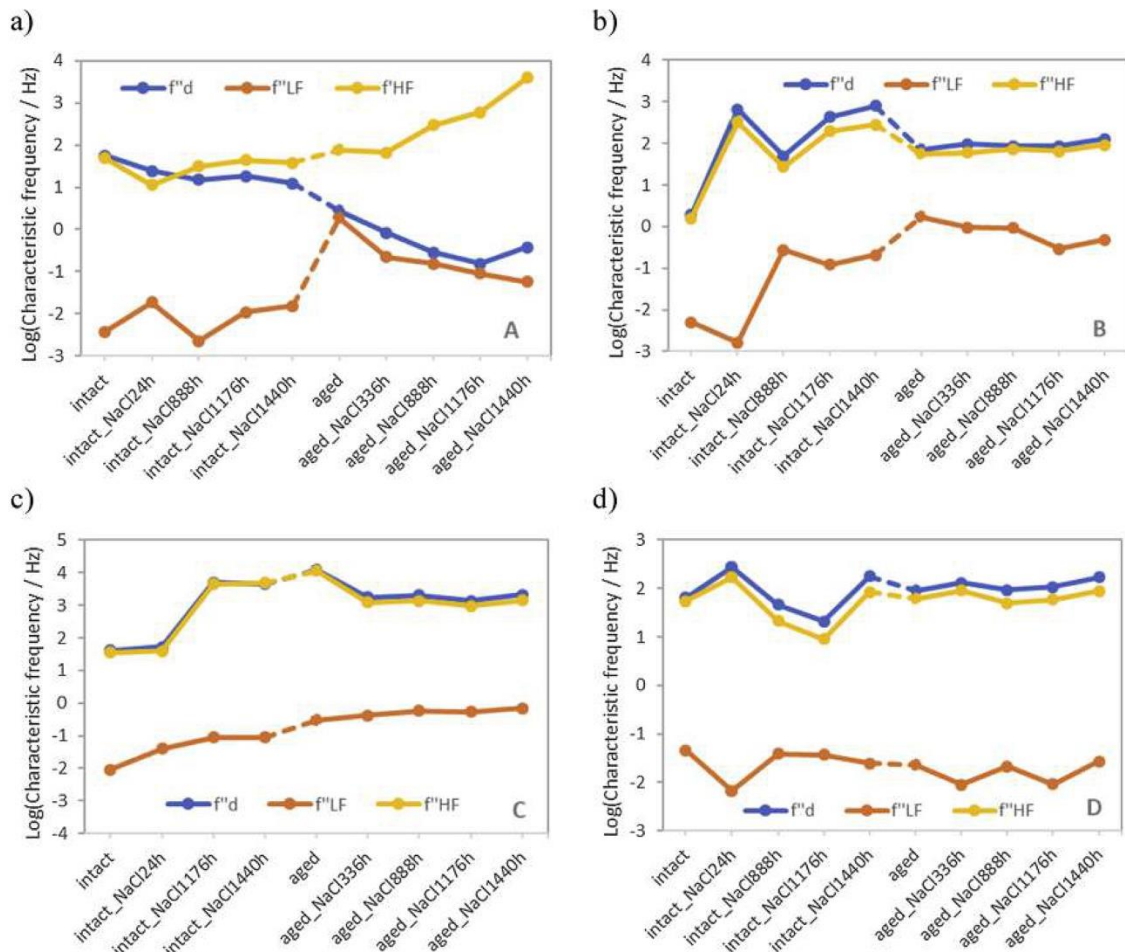 a)
Log(Characteristic frequency / Hz)
4
3
2
1
0
-1
-2
-3
f''d
f''LF
f'HF
A
intact
intact_NaCl24h
intact_NaCl888h
intact_NaCl1176h
intact_NaCl1440h
aged
aged_NaCl336h
aged_NaCl888h
aged_NaCl1176h
aged_NaCl1440h
b)
Log(Characteristic frequency / Hz)
4
3
2
1
0
-1
-2
-3
f''d
f''LF
f''HF
B
intact
intact_NaCl24h
intact_NaCl888h
intact_NaCl1176h
intact_NaCl1440h
aged
aged_NaCl336h
aged_NaCl888h
aged_NaCl1176h
aged_NaCl1440h
c)
Log(Characteristic frequency / Hz)
5
4
3
2
1
0
-1
-2
-3
-4
f''d
f''LF
f''HF
C
intact
intact_NaCl24h
intact_NaCl1176h
intact_NaCl1440h
aged
aged_NaCl336h
aged_NaCl888h
aged_NaCl1176h
aged_NaCl1440h
d)
Log(Characteristic frequency / Hz)
3
2
1
0
-1
-2
-3
f''d
f''LF
f''HF
D
intact
intact_NaCl24h
intact_NaCl888h
intact_NaCl1176h
intact_NaCl1440h
aged
aged_NaCl336h
aged_NaCl888h
aged_NaCl1176h
aged_NaCl1440h